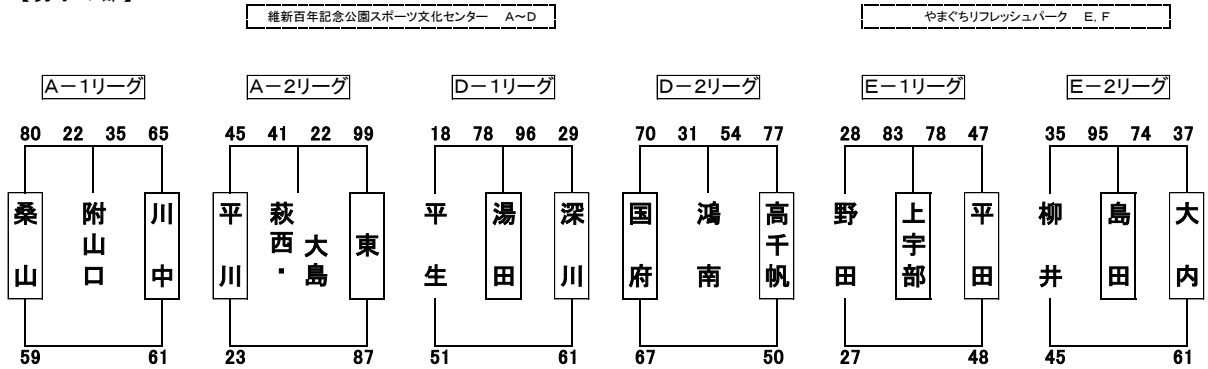 維新百年記念公園スポーツ文化センター　A～D
やまぐちリフレッシュパーク　E, F
A－1リーグ
A－2リーグ
D－1リーグ
D－2リーグ
E－1リーグ
E－2リーグ
80 22 35 65
45 41 22 99
18 78 96 29
70 31 54 77
28 83 78 47
35 95 74 37
桑山
附山口
川中
平川
萩西・
大島
東
平生
湯田
深川
国府
鴻南
高千帆
野田
上宇部
平田
柳井
島田
大内
59 61
23 87
51 61
67 50
27 48
45 61